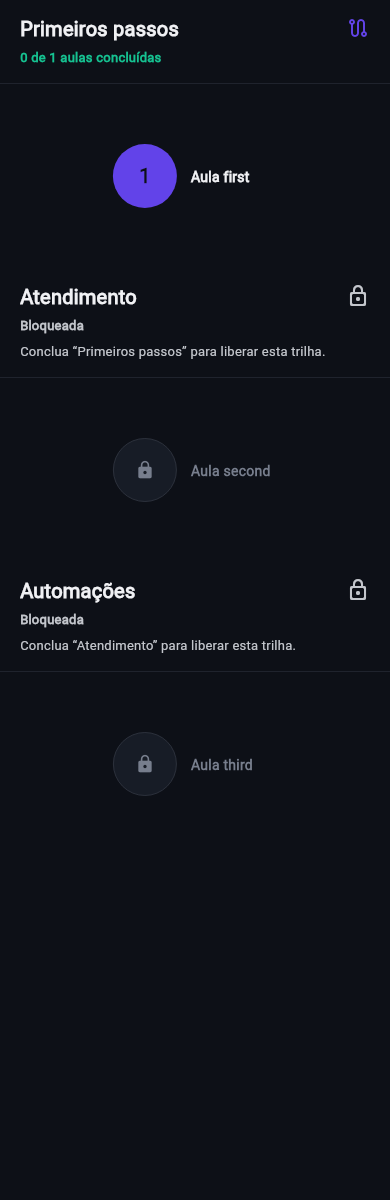 Primeiros passos
0 de 1 aulas concluídas
1
Aula first
Atendimento
Bloqueada
Conclua “Primeiros passos” para liberar esta trilha.
Aula second
Automações
Bloqueada
Conclua “Atendimento” para liberar esta trilha.
Aula third